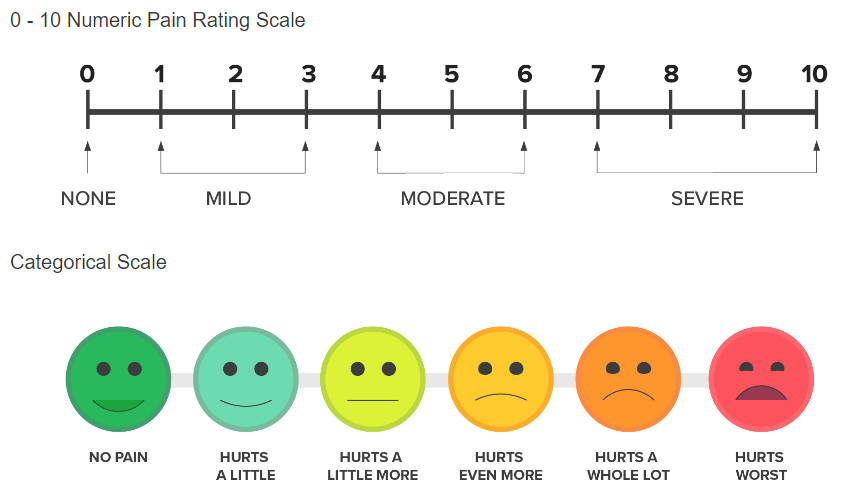 0 - 10 Numeric Pain Rating Scale
0 1 2 3 4 5 6 7 8 9 10
NONE MILD MODERATE SEVERE
Categorical Scale
NO PAIN HURTS HURTS A HURTS HURTS A HURTS
A LITTLE LITTLE MORE EVEN MORE WHOLE LOT WORST